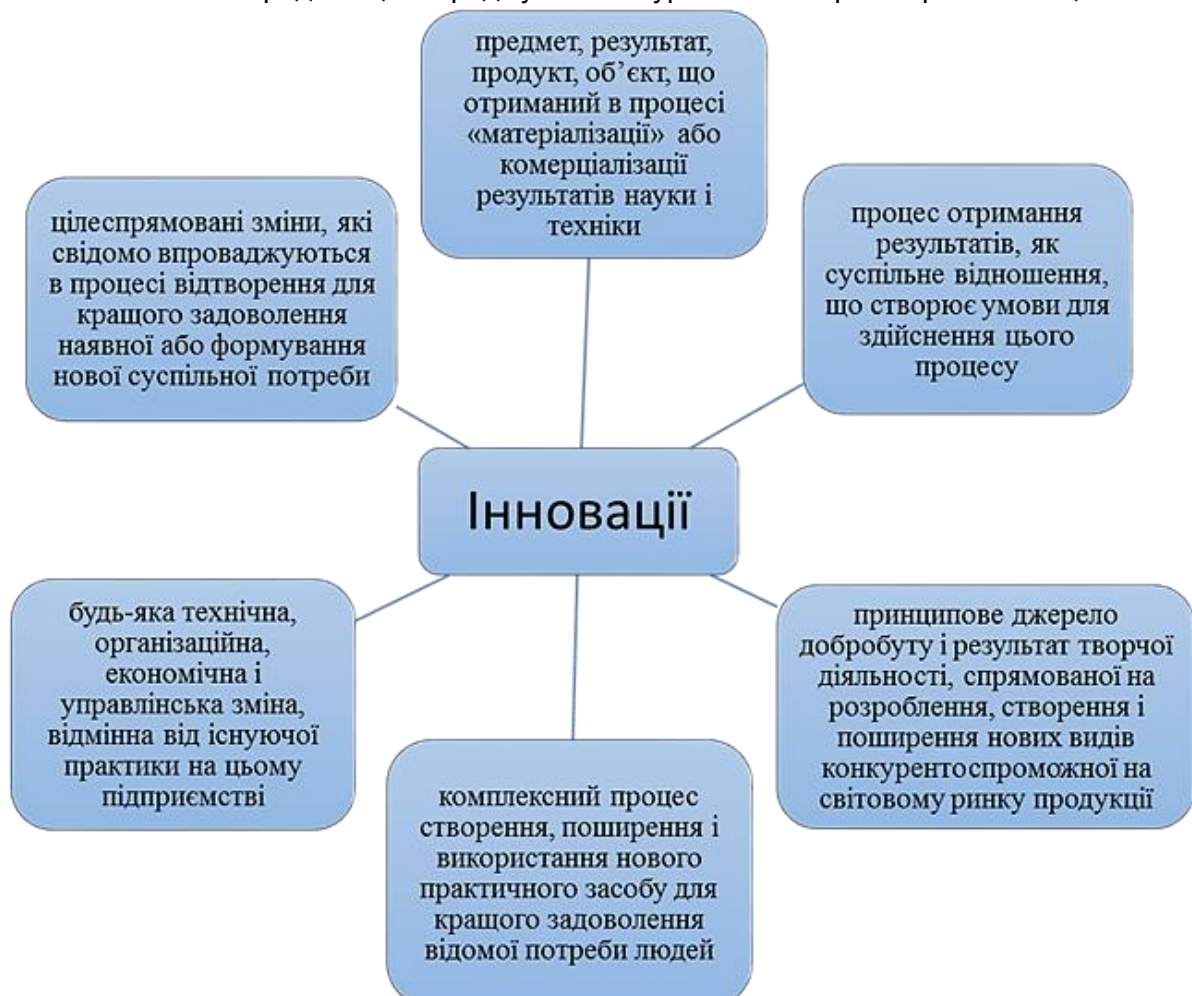 предмет, результат,
продукт, об’єкт, що
отриманий в процесі
«матеріалізації» або
комерціалізації
результатів науки і
техніки
процес отримання
результатів, як
суспільне відношення,
що створює умови для
здійснення цього
процесу
цілеспрямовані зміни, які
свідомо впроваджуються
в процесі відтворення для
кращого задоволення
наявної або формування
нової суспільної потреби
Інновації
будь-яка технічна,
організаційна,
економічна і
управлінська зміна,
відмінна від існуючої
практики на цьому
підприємстві
комплексний процес
створення, поширення і
використання нового
практичного засобу для
кращого задоволення
відомої потреби людей
принципове джерело
добробуту і результат творчої
діяльності, спрямованої на
розроблення, створення і
поширення нових видів
конкурентоспроможної на
світовому ринку продукції